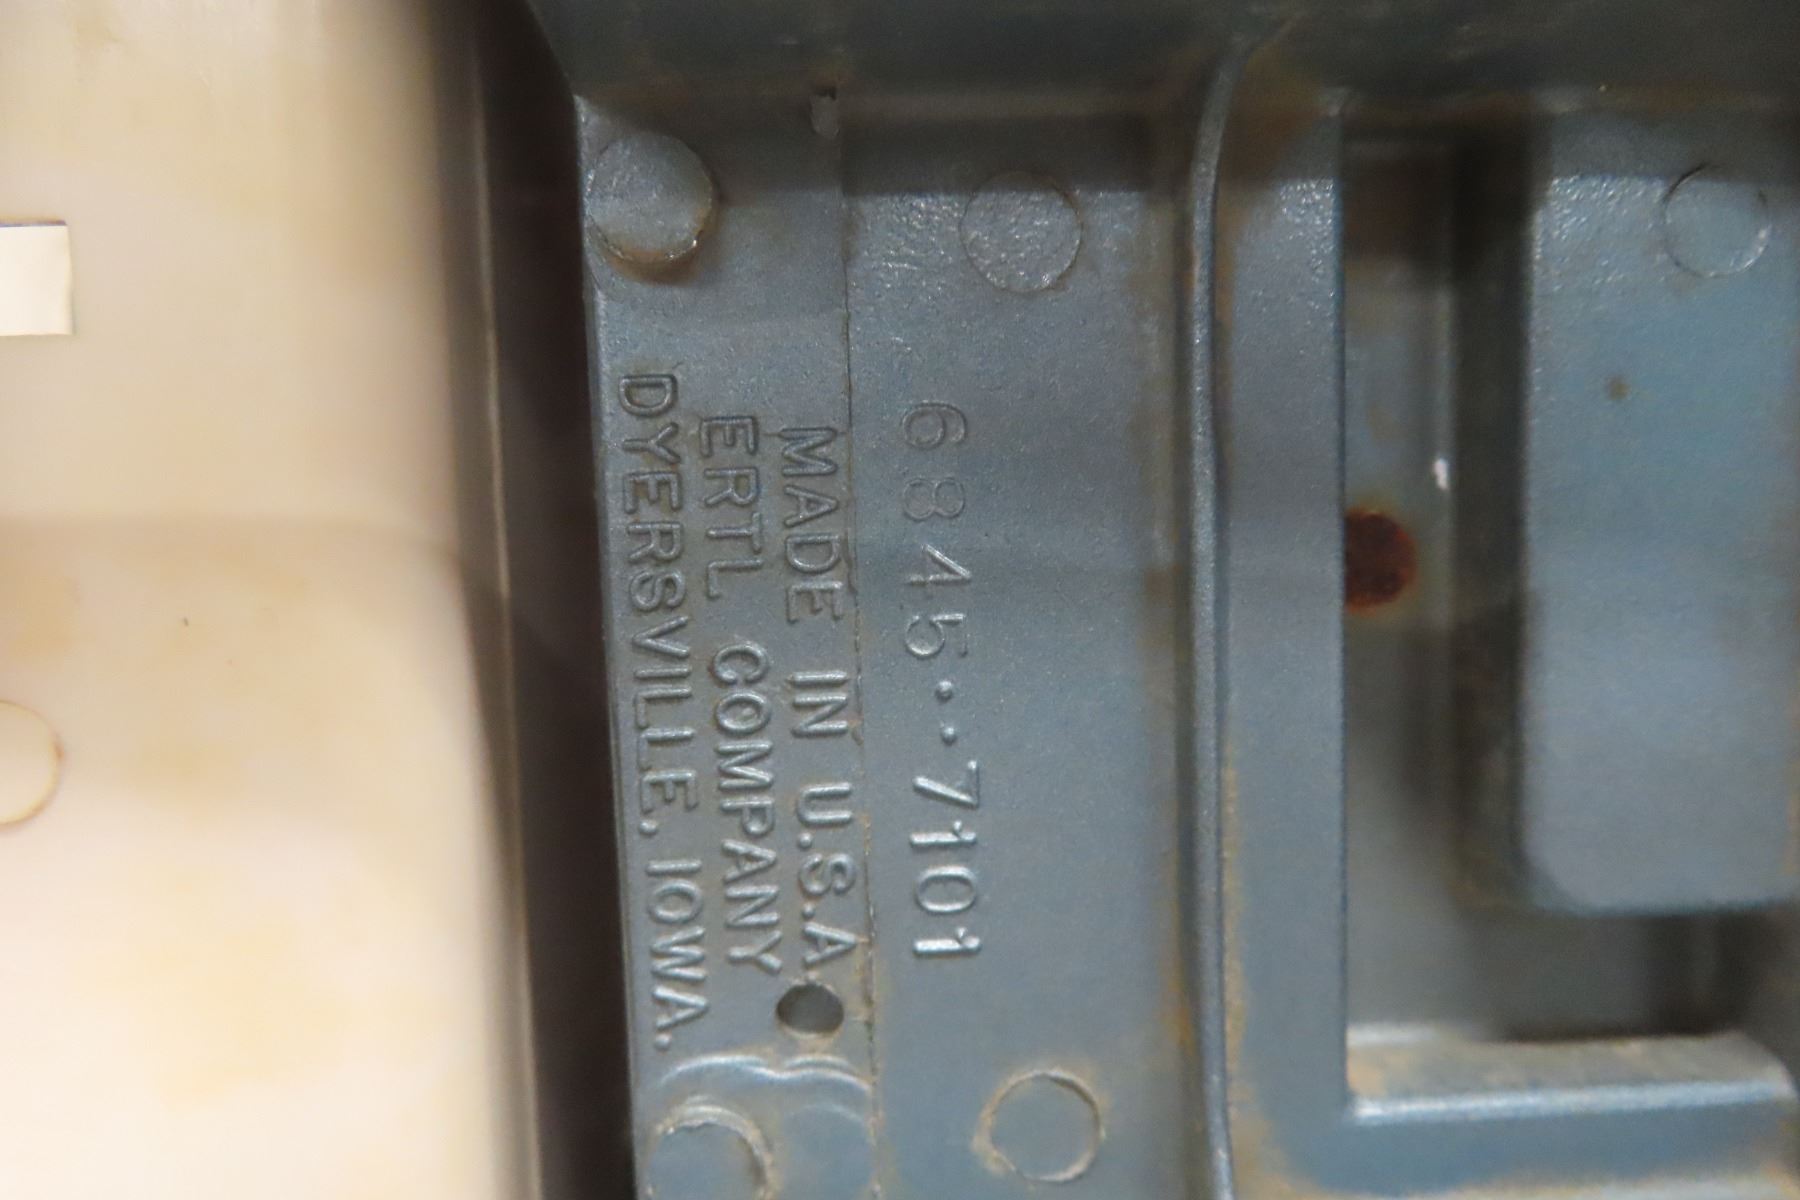 6845··7101
MADE IN U.S.A.
ERTL COMPANY
DYERSVILLE, IOWA.